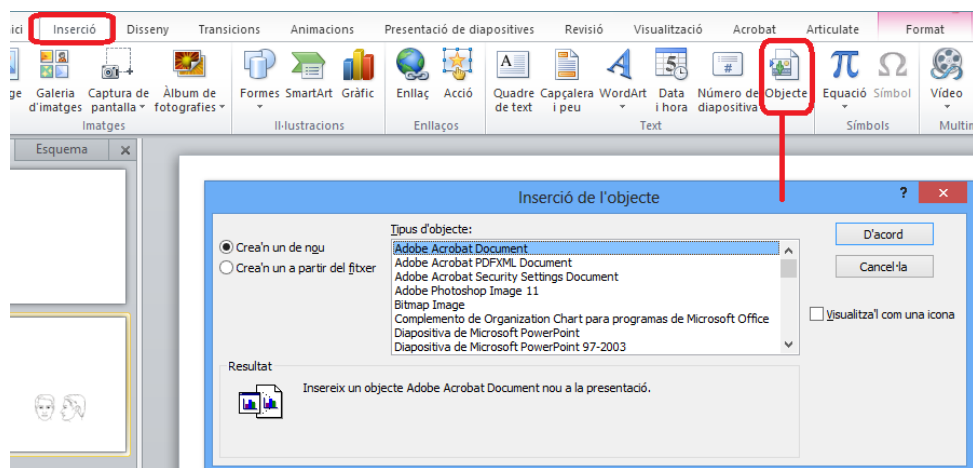 ici Inserció Disseny Transicions Animacions Presentació de diapositives Revisió Visualització Acrobat Articulate Format
ge Galeria Captura de Àlbum de Formes SmartArt Gràfic Enllaç Acció Quadre Capçalera WordArt Data Número de Objecte Equació Símbol Vídeo
d'imatges pantalla fotografies de text i peu i hora diapositiva
Imatges Il·lustracions Enllaços Text Símbols Multim
Esquema
Inserció de l'objecte ?
Tipus d'objecte:
Crea'n un de nou
Crea'n un a partir del fitxer
Adobe Acrobat Document
Adobe Acrobat PDFXML Document
Adobe Acrobat Security Settings Document
Adobe Photoshop Image 11
Bitmap Image
Complemento de Organization Chart para programas de Microsoft Office
Diapositiva de Microsoft PowerPoint
Diapositiva de Microsoft PowerPoint 97-2003
D'acord
Cancel·la
Visualitza'l com una icona
Resultat
Insereix un objecte Adobe Acrobat Document nou a la presentació.